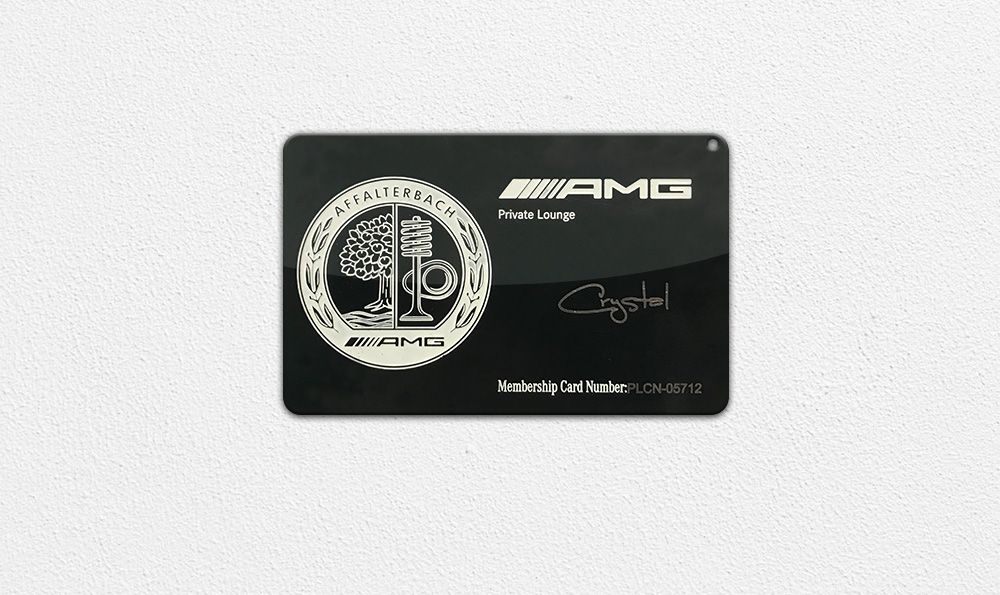 AFFALTERBACH
AMG
AMG
Private Lounge
Crystal
Membership Card Number:PLCN-05712